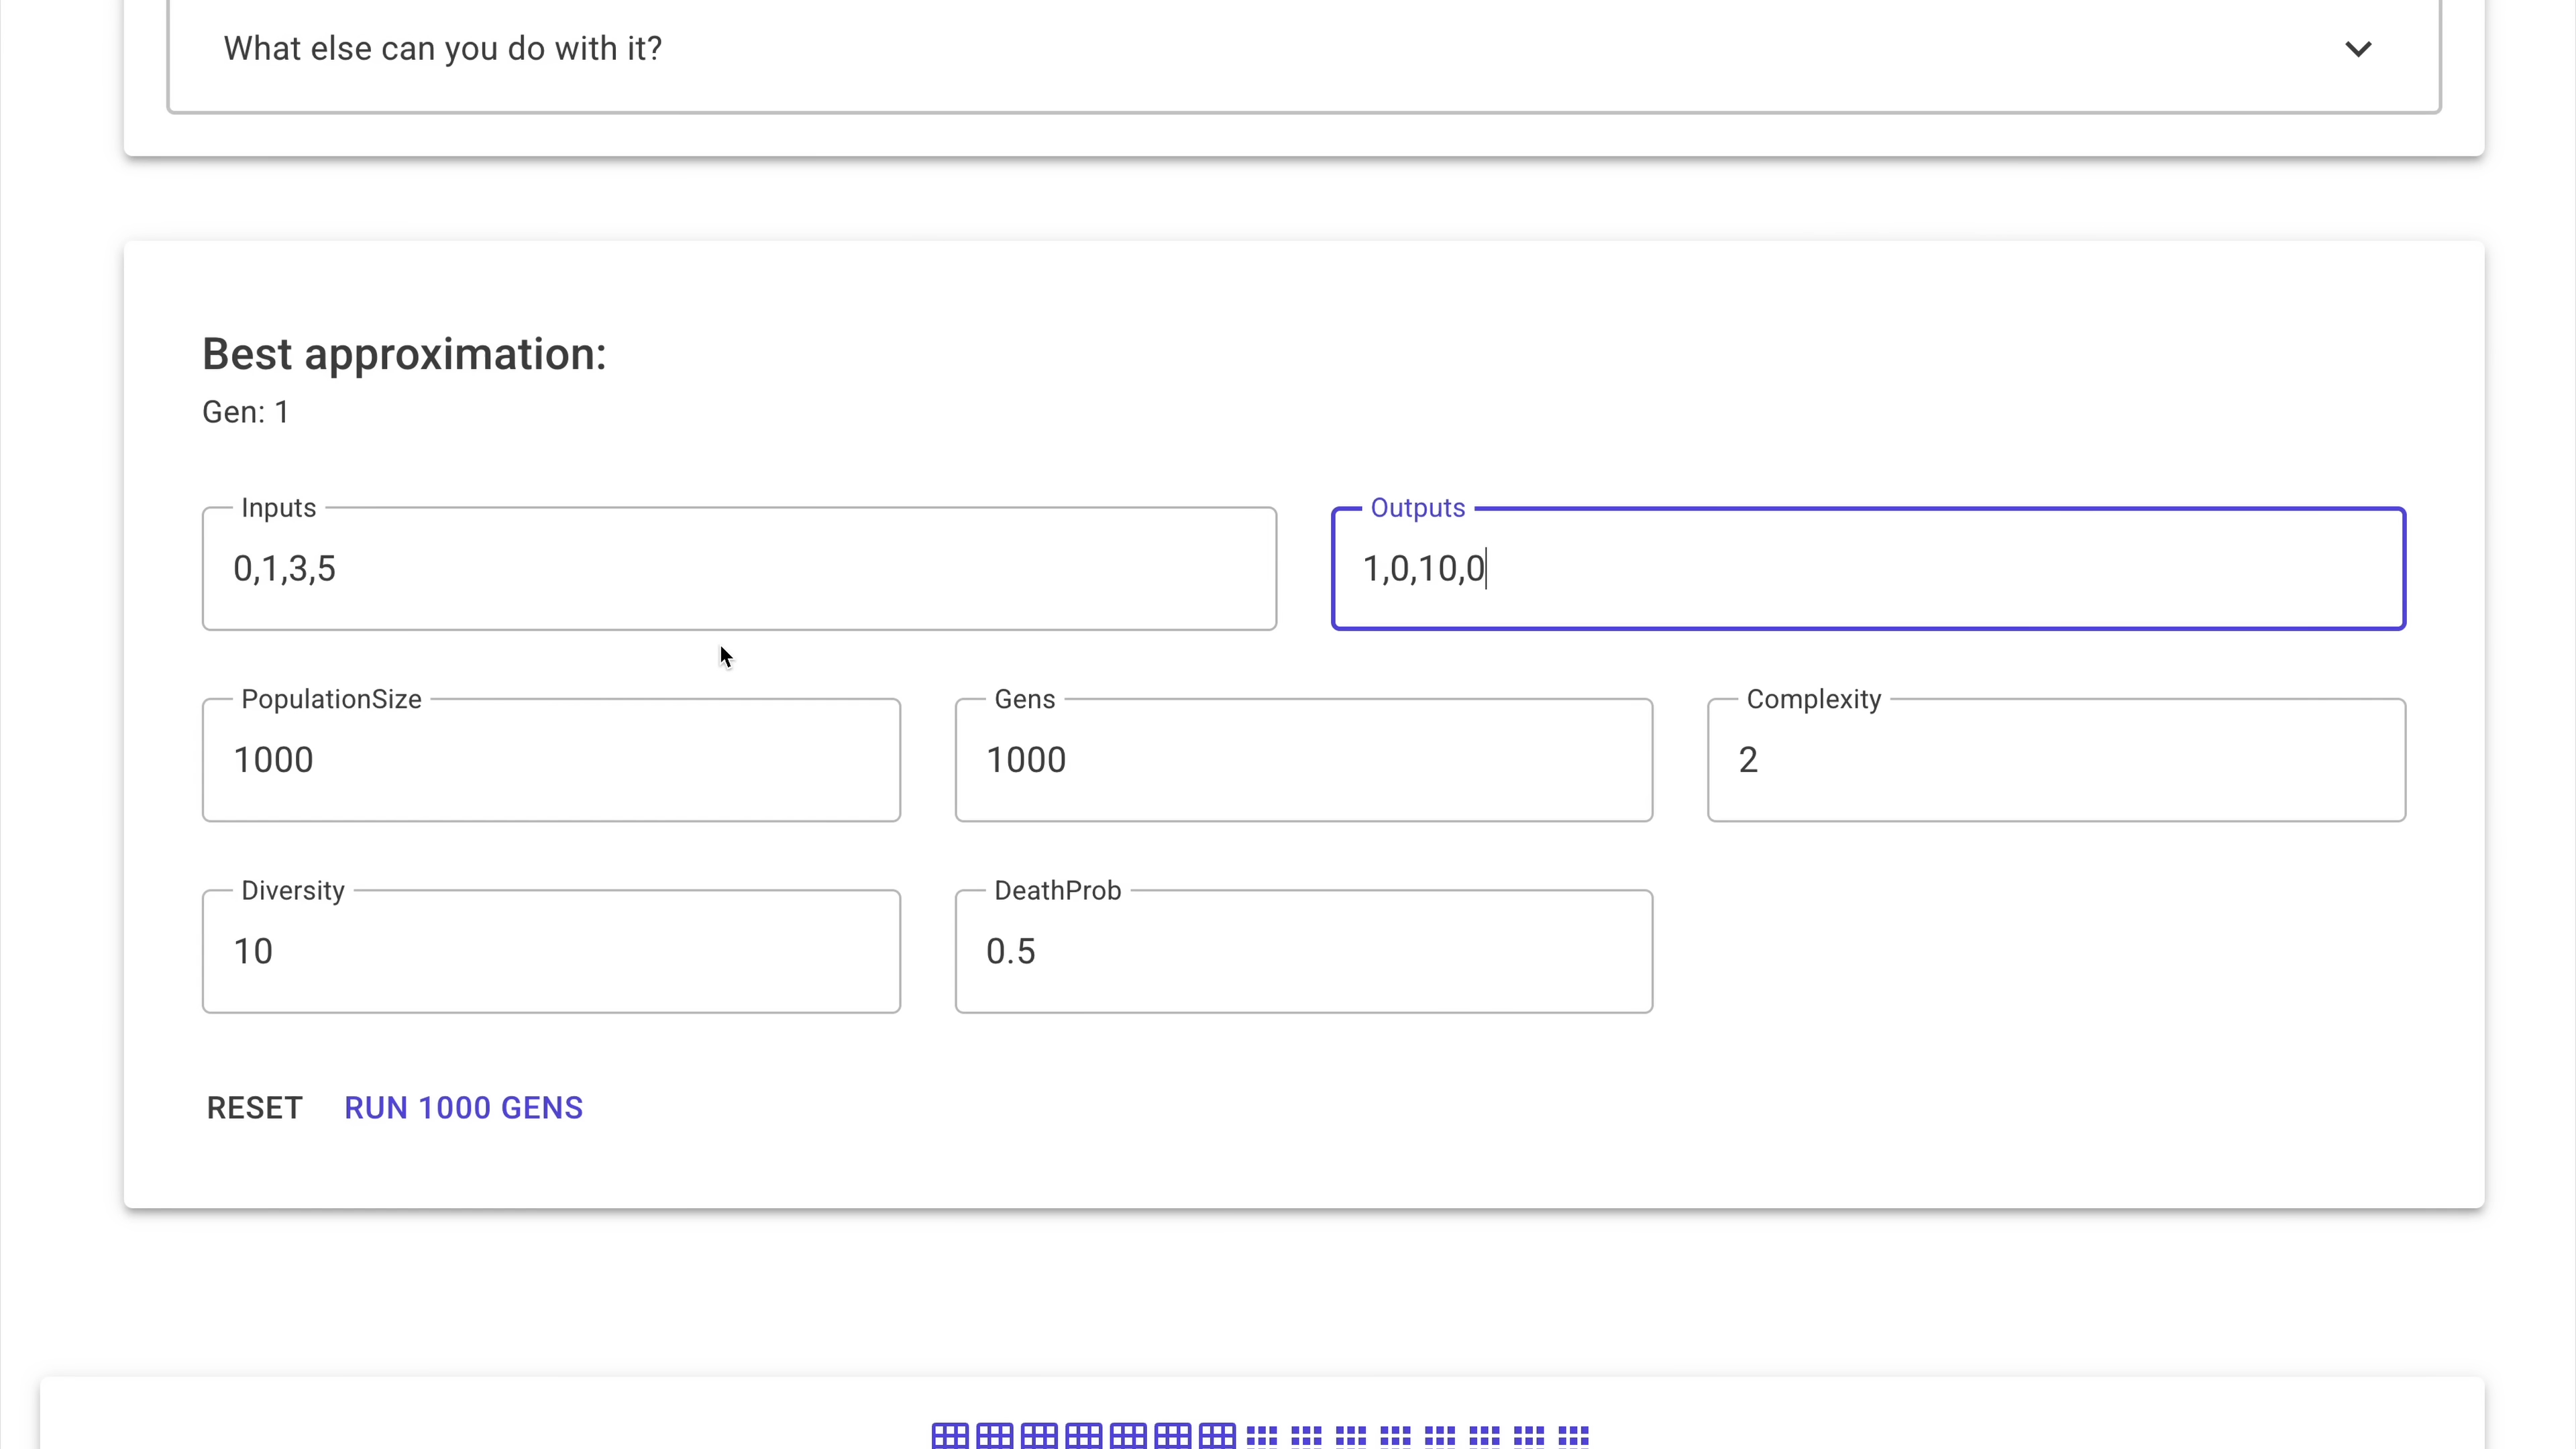 What else can you do with it?
Best approximation:
Gen: 1
Inputs
0,1,3,5
Outputs
1,0,10,0
PopulationSize
1000
Gens
1000
Complexity
2
Diversity
10
DeathProb
0.5
RESET RUN 1000 GENS